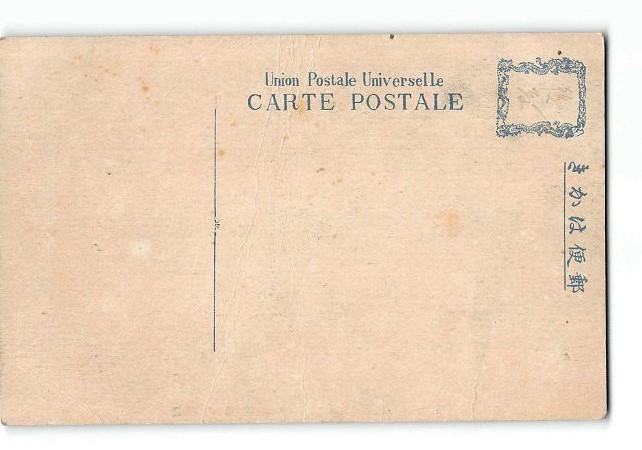 Union Postale Universelle
CARTE POSTALE
きかは便郵